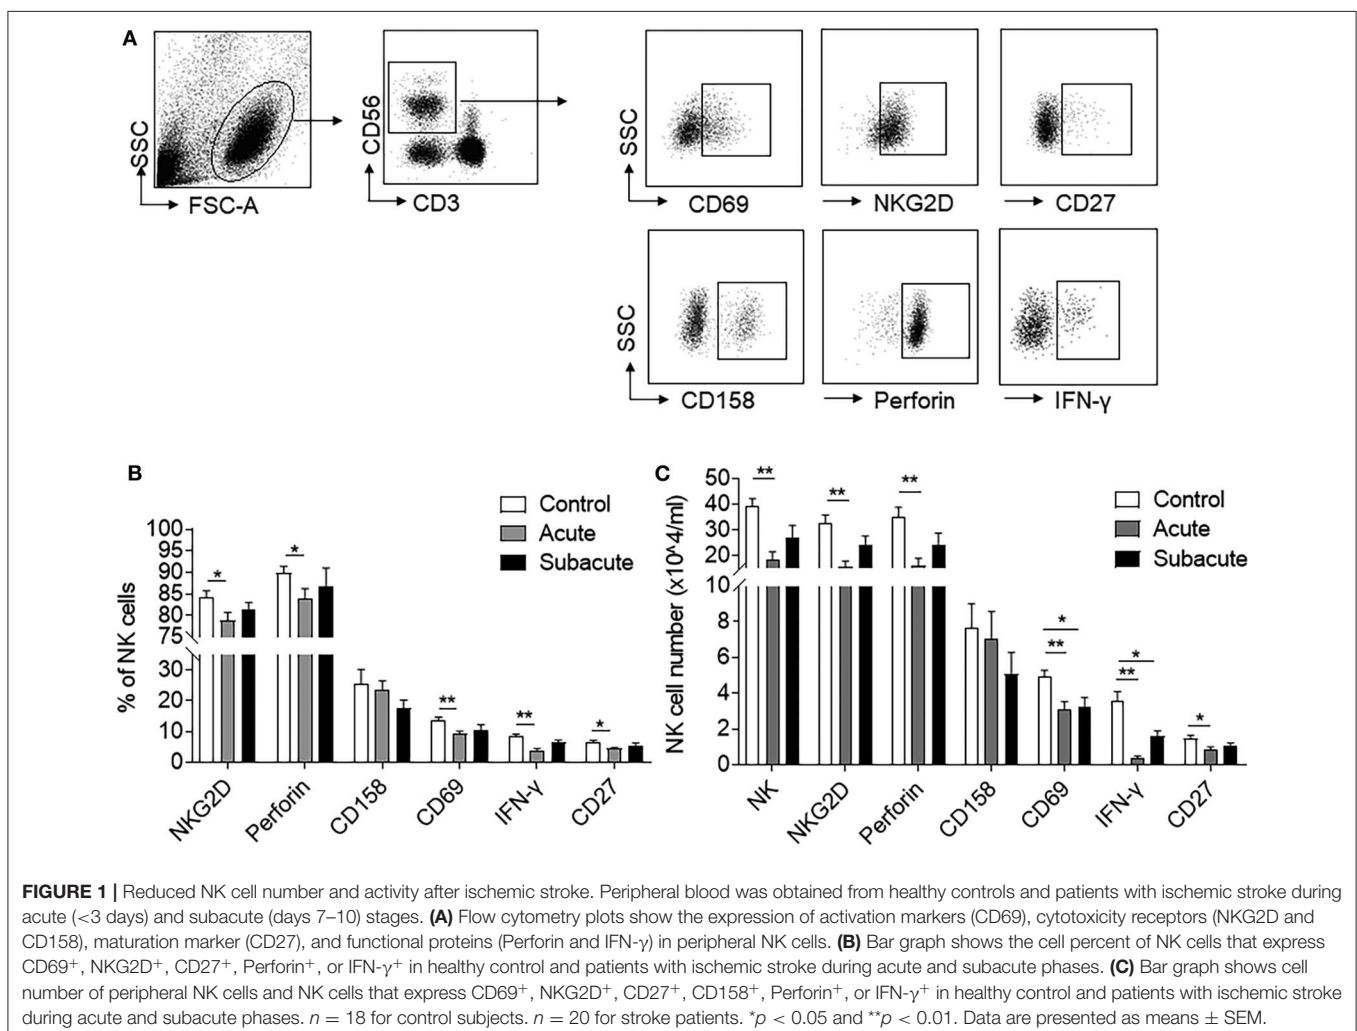 A
SSC
FSC-A
CD56
CD3
SSC
CD69
NKG2D
CD27
SSC
CD158
Perforin
IFN-γ
B
Control
Acute
Subacute
% of NK cells
100
95
90
85
80
75
30
20
10
0
*
*
**
**
*
NKG2D
Perforin
CD158
CD69
IFN-γ
CD27
C
Control
Acute
Subacute
NK cell number (x10^4/ml)
50
40
30
20
10
8
6
4
2
0
**
**
**
*
**
*
**
*
NK
NKG2D
Perforin
CD158
CD69
IFN-γ
CD27
FIGURE 1 | Reduced NK cell number and activity after ischemic stroke. Peripheral blood was obtained from healthy controls and patients with ischemic stroke during
acute (<3 days) and subacute (days 7–10) stages. (A) Flow cytometry plots show the expression of activation markers (CD69), cytotoxicity receptors (NKG2D and
CD158), maturation marker (CD27), and functional proteins (Perforin and IFN-γ) in peripheral NK cells. (B) Bar graph shows the cell percent of NK cells that express
CD69⁺, NKG2D⁺, CD27⁺, Perforin⁺, or IFN-γ⁺ in healthy control and patients with ischemic stroke during acute and subacute phases. (C) Bar graph shows cell
number of peripheral NK cells and NK cells that express CD69⁺, NKG2D⁺, CD27⁺, CD158⁺, Perforin⁺, or IFN-γ⁺ in healthy control and patients with ischemic stroke
during acute and subacute phases. n = 18 for control subjects. n = 20 for stroke patients. *p < 0.05 and **p < 0.01. Data are presented as means ± SEM.